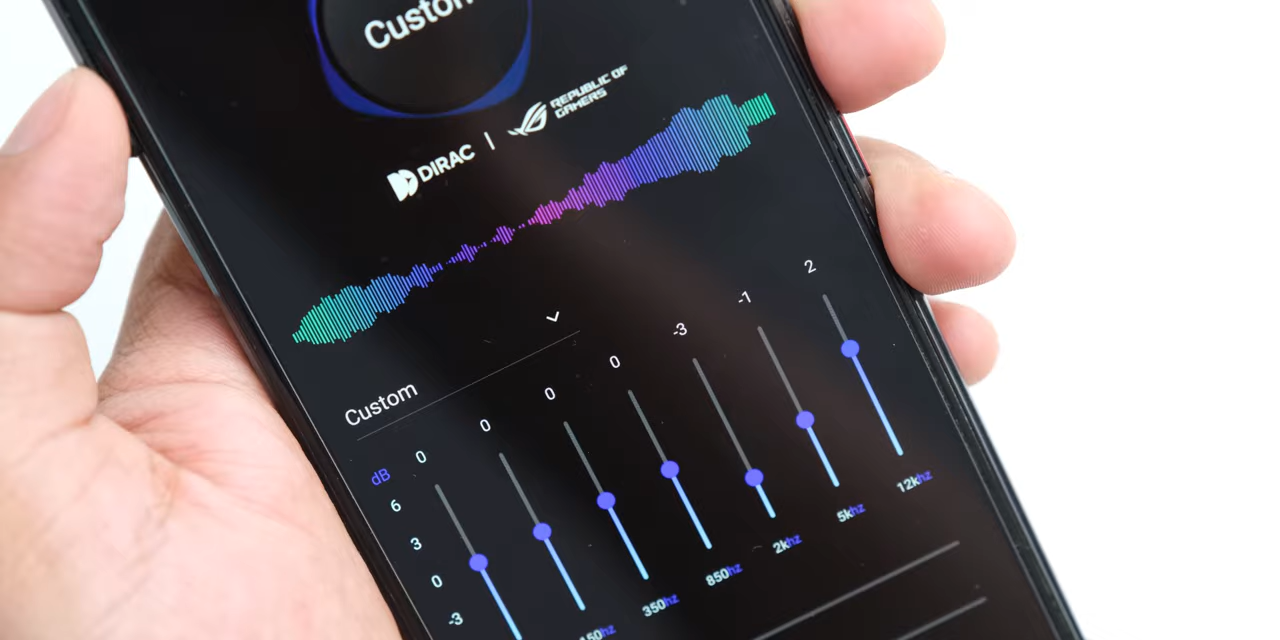 Custom
DIRAC | REPUBLIC OF
GAMERS
Custom
dB 0 0 0 0 -3 -1 2
6
3
0
-3
350hz 850hz 2khz 5khz 12khz